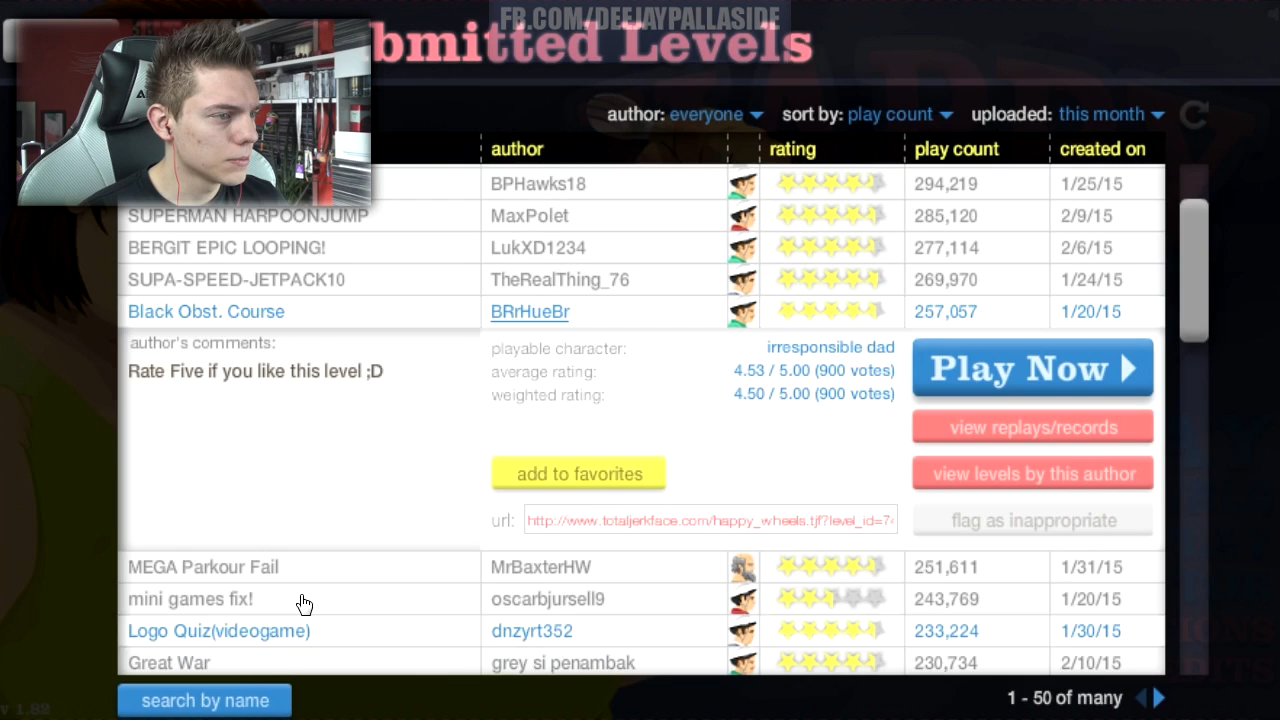 FB.COM/DEEJAYPALLASIDE
bmitted Levels
author: everyone sort by: play count uploaded: this month
author rating play count created on
BPHawks18 294,219 1/25/15
SUPERMAN HARPOONJUMP MaxPolet 285,120 2/9/15
BERGIT EPIC LOOPING! LukXD1234 277,114 2/6/15
SUPA-SPEED-JETPACK10 TheRealThing_76 269,970 1/24/15
Black Obst. Course BRrHueBr 257,057 1/20/15
author's comments:
Rate Five if you like this level ;D
playable character: irresponsible dad
average rating: 4.53 / 5.00 (900 votes)
weighted rating: 4.50 / 5.00 (900 votes)
Play Now
view replays/records
add to favorites
view levels by this author
url: http://www.totaljerkface.com/happy_wheels.tjf?level_id=7
flag as inappropriate
MEGA Parkour Fail MrBaxterHW 251,611 1/31/15
mini games fix! oscarbjursell9 243,769 1/20/15
Logo Quiz(videogame) dnzyrt352 233,224 1/30/15
Great War grey si penambak 230,734 2/10/15
search by name
1 - 50 of many
v 1.82